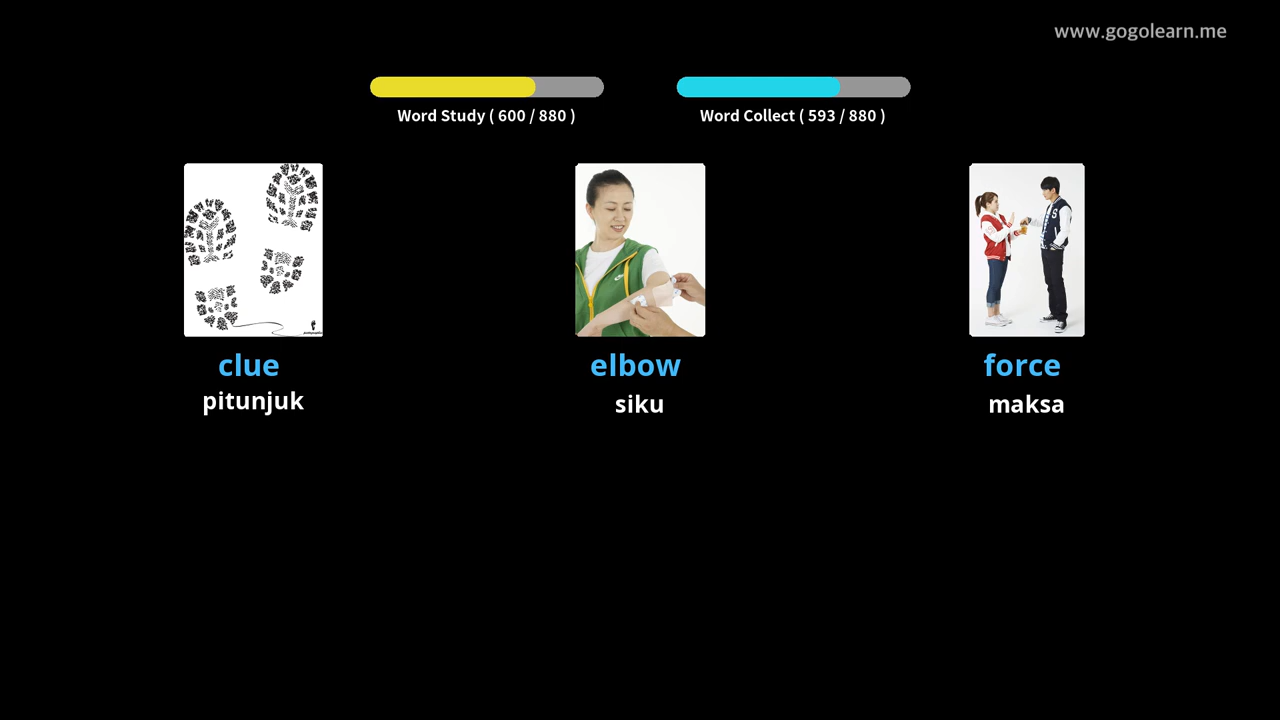 www.gogolearn.me
Word Study ( 600 / 880 )
Word Collect ( 593 / 880 )
clue
elbow
force
pitunjuk
siku
maksa